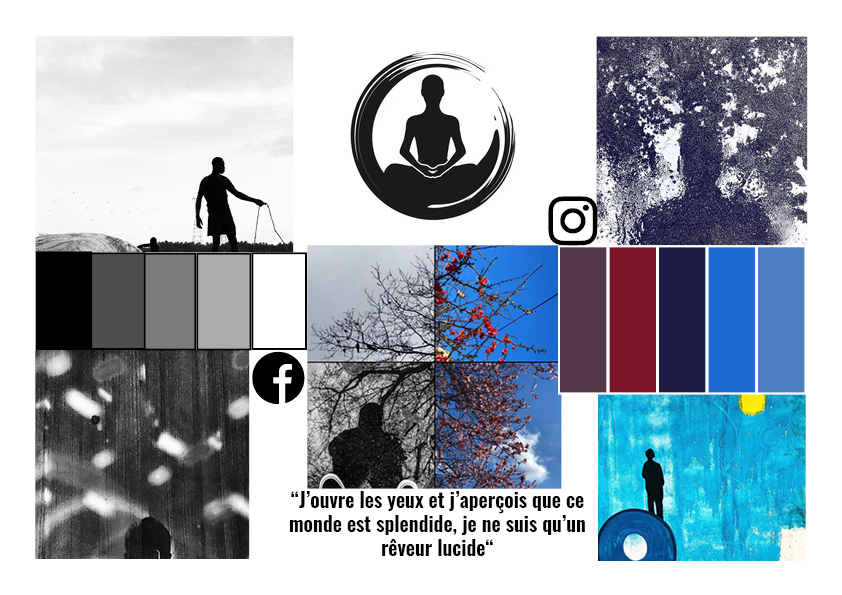 “J’ouvre les yeux et j’aperçois que ce
monde est splendide, je ne suis qu’un
rêveur lucide“